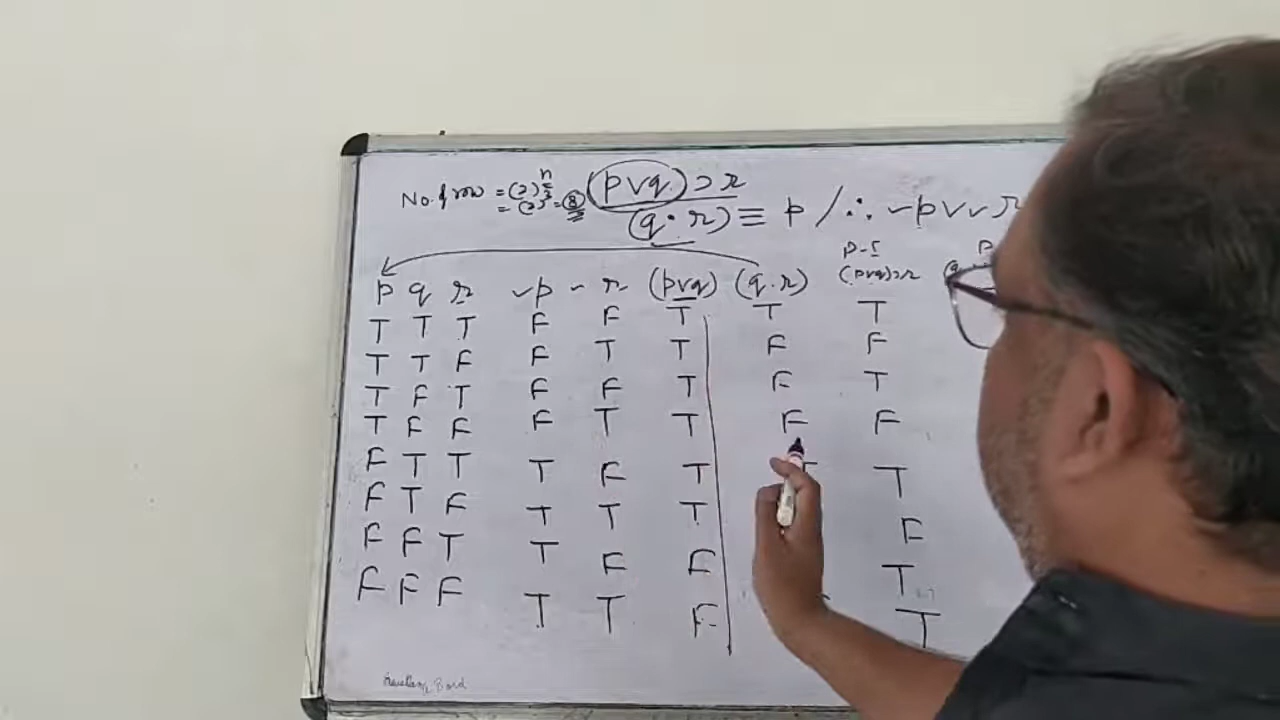 No. of row = (2)ⁿ (p∨q) ⊃ r
= (2)³ = 8 (q · r) ≡ p / ∴ ~p ∨ ~r
P-I P
p q r ~p ~r (p∨q) (q · r) (p∨q)⊃r (q
T T T F F T T T
T T F F T T F F
T F T F F T F T
T F F F T T F F
F T T T F T T T
F T F T T T F
F F T T F F T
F F F T T F T